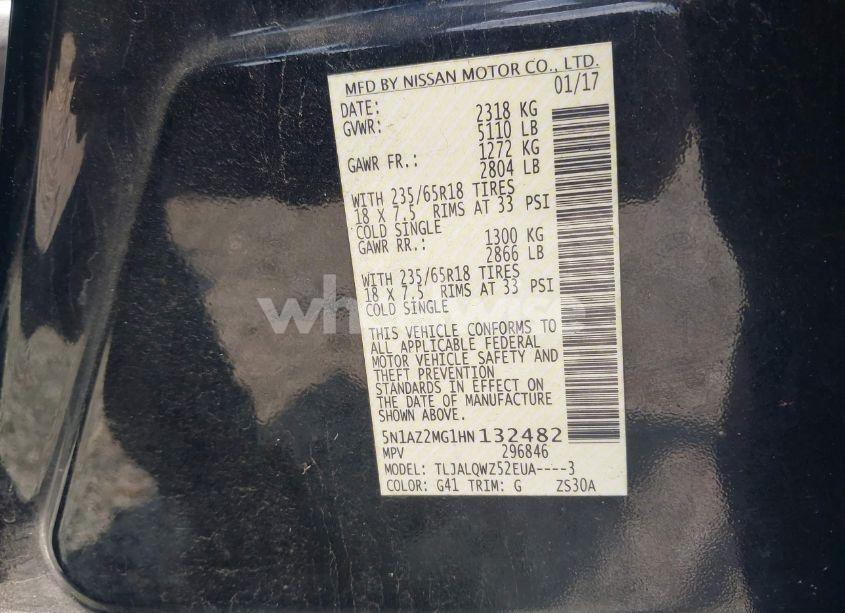 MFD BY NISSAN MOTOR CO., LTD.
DATE: 01/17
GVWR: 2318 KG
5110 LB
GAWR FR.: 1272 KG
2804 LB
WITH 235/65R18 TIRES
18 X 7.5 RIMS AT 33 PSI
COLD SINGLE
GAWR RR.: 1300 KG
2866 LB
WITH 235/65R18 TIRES
18 X 7.5 RIMS AT 33 PSI
COLD SINGLE
THIS VEHICLE CONFORMS TO
ALL APPLICABLE FEDERAL
MOTOR VEHICLE SAFETY AND
THEFT PREVENTION
STANDARDS IN EFFECT ON
THE DATE OF MANUFACTURE
SHOWN ABOVE.
5N1AZ2MG1HN132482
MPV 296846
MODEL: TLJALQWZ52EUA----3
COLOR: G41 TRIM: G ZS30A